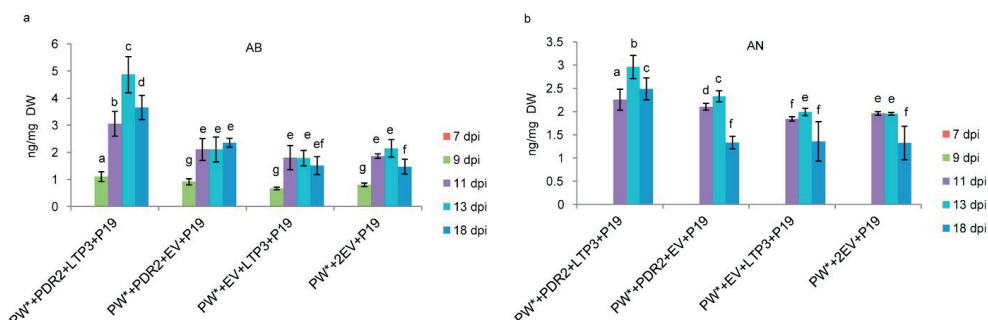 a
AB
6
5
4
3
2
1
0
ng/mg DW
a
b
c
d
g
e
e
e
g
e
e
ef
g
e
e
f
7 dpi
9 dpi
11 dpi
13 dpi
18 dpi
PW*+PDR2+LTP3+P19
PW*+PDR2+EV+P19
PW*+EV+LTP3+P19
PW*+2EV+P19
b
AN
3.5
3
2.5
2
1.5
1
0.5
0
ng/mg DW
a
b
c
d
c
f
f
e
f
e
e
f
7 dpi
9 dpi
11 dpi
13 dpi
18 dpi
PW*+PDR2+LTP3+P19
PW*+PDR2+EV+P19
PW*+EV+LTP3+P19
PW*+2EV+P19